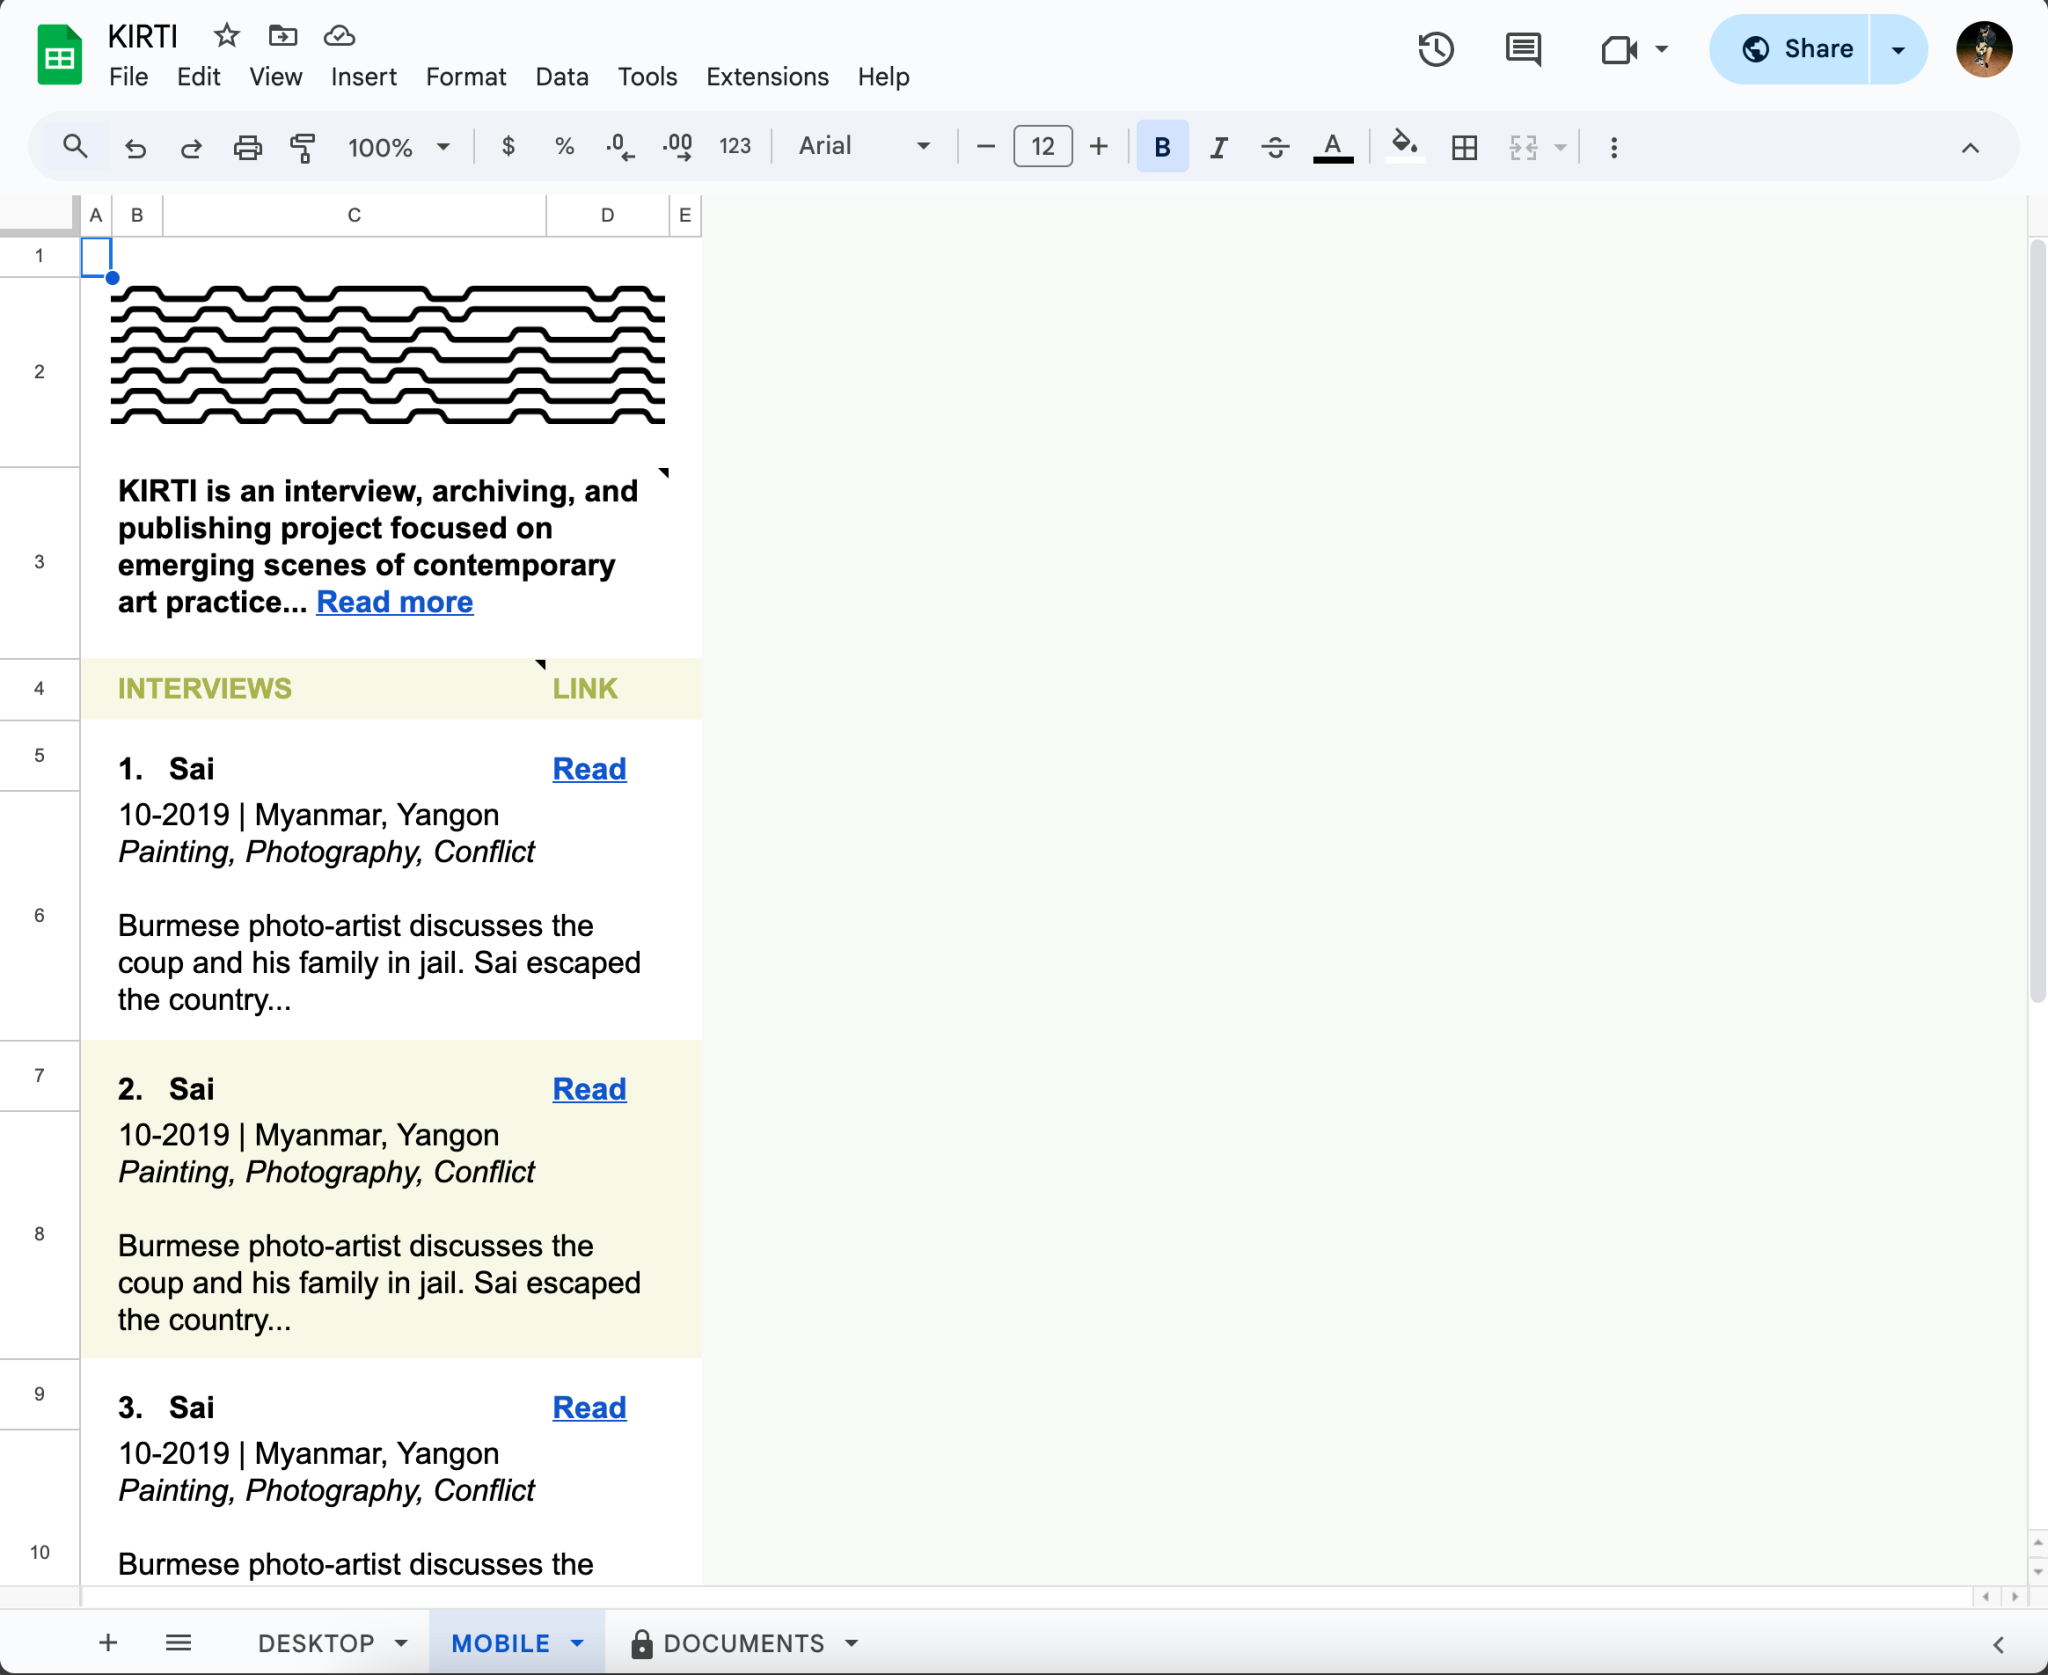 KIRTI
File Edit View Insert Format Data Tools Extensions Help
Share
100% $ % .0 .00 123 Arial 12 B I S A
A B C D E
1
2
3
KIRTI is an interview, archiving, and
publishing project focused on
emerging scenes of contemporary
art practice... Read more
4
INTERVIEWS LINK
5
1. Sai Read
10-2019 | Myanmar, Yangon
Painting, Photography, Conflict
6
Burmese photo-artist discusses the
coup and his family in jail. Sai escaped
the country...
7
2. Sai Read
10-2019 | Myanmar, Yangon
Painting, Photography, Conflict
8
Burmese photo-artist discusses the
coup and his family in jail. Sai escaped
the country...
9
3. Sai Read
10-2019 | Myanmar, Yangon
Painting, Photography, Conflict
10
Burmese photo-artist discusses the
DESKTOP MOBILE DOCUMENTS